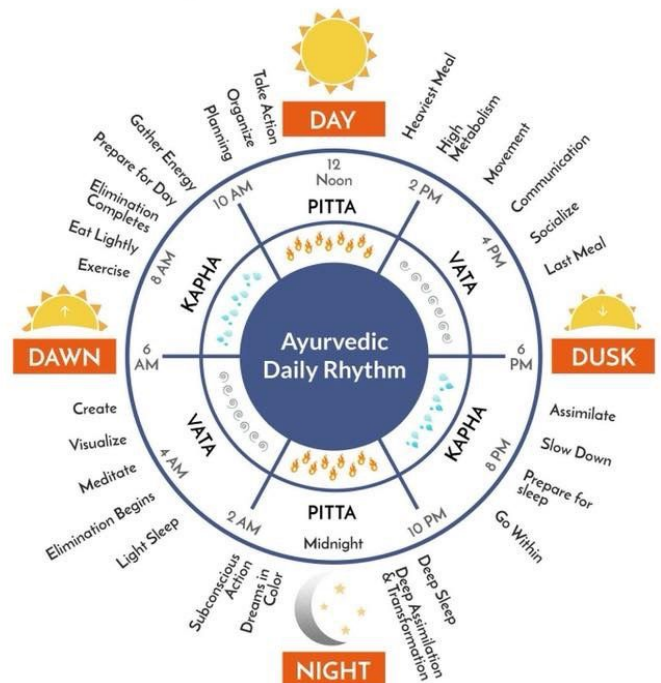 DAY
Take Action
Organize
Planning
Gather Energy
Prepare for Day
Elimination
Completes
Eat Lightly
Exercise
Heaviest Meal
High
Metabolism
Movement
Communication
Socialize
Last Meal
12
Noon
PITTA
10 AM
2 PM
8 AM
KAPHA
VATA
4 PM
DAWN
6
AM
Ayurvedic
Daily Rhythm
6
PM
DUSK
Create
Visualize
Meditate
Elimination Begins
Light Sleep
4 AM
VATA
KAPHA
8 PM
2 AM
PITTA
Midnight
10 PM
Assimilate
Slow Down
Prepare for
sleep
Go Within
Subconscious
Action
Dreams in
Color
Deep Sleep
Deep Assimilation
& Transformation
NIGHT